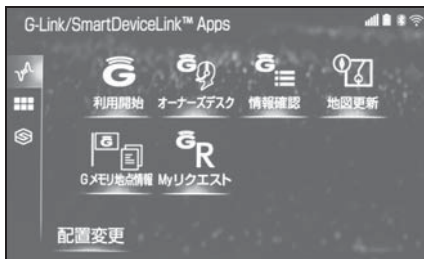 G-Link/SmartDeviceLink™ Apps
利用開始 オーナーズデスク 情報確認 地図更新
Gメモリ地点情報 Myリクエスト
配置変更